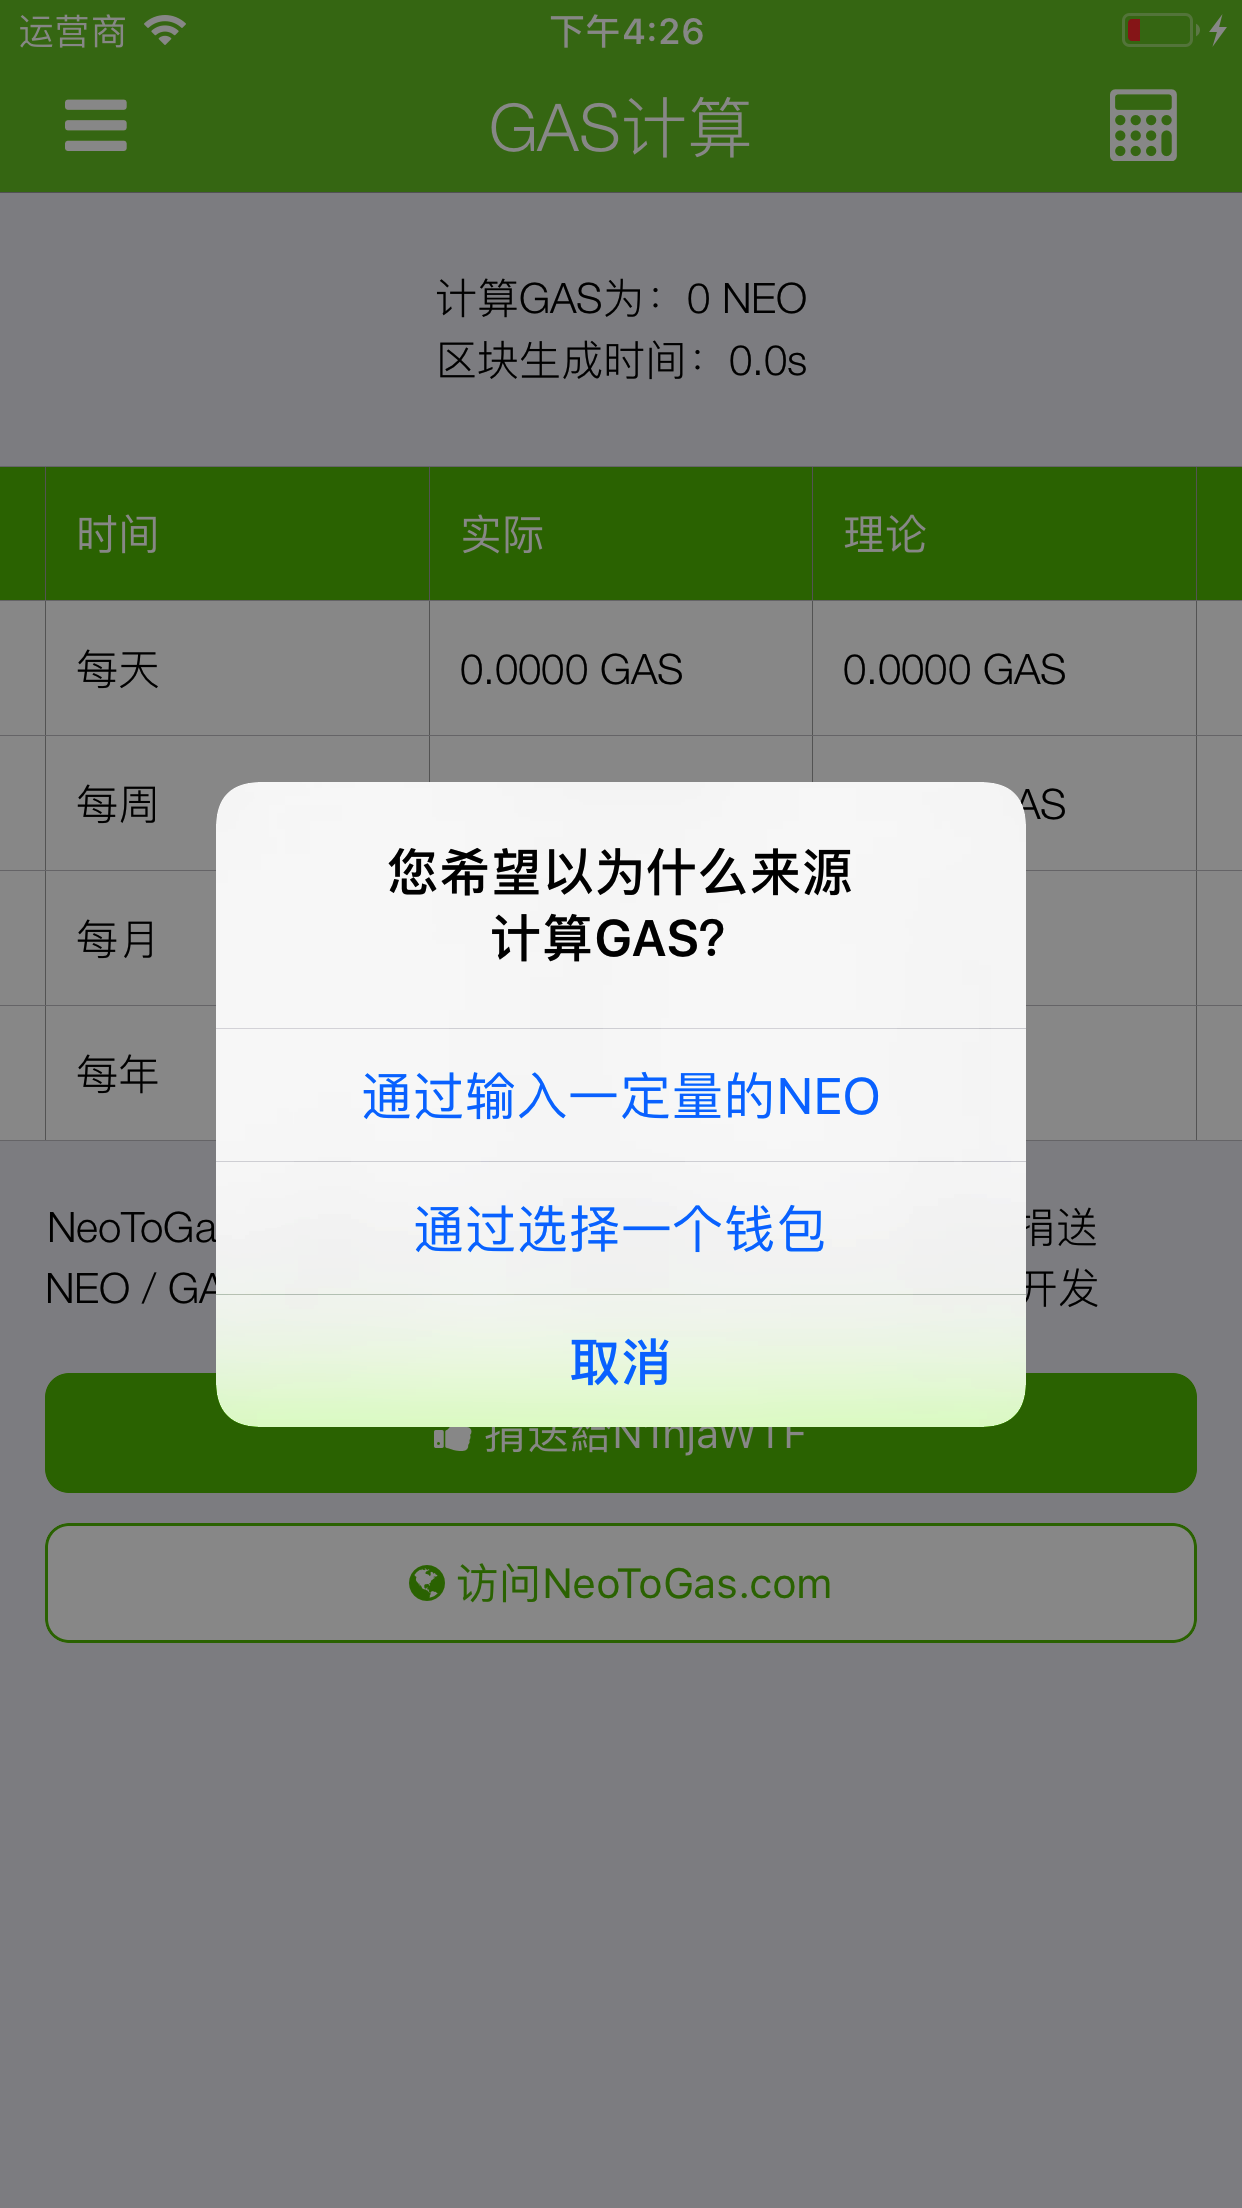 运营商
下午4:26
GAS计算
计算GAS为：0 NEO
区块生成时间：0.0s
时间 实际 理论
每天 0.0000 GAS 0.0000 GAS
每周
每月
每年
您希望以为什么来源
计算GAS?
通过输入一定量的NEO
通过选择一个钱包
取消
NeoToGa 捐送
NEO / GA 开发
捐送給N1njaWTF
访问NeoToGas.com